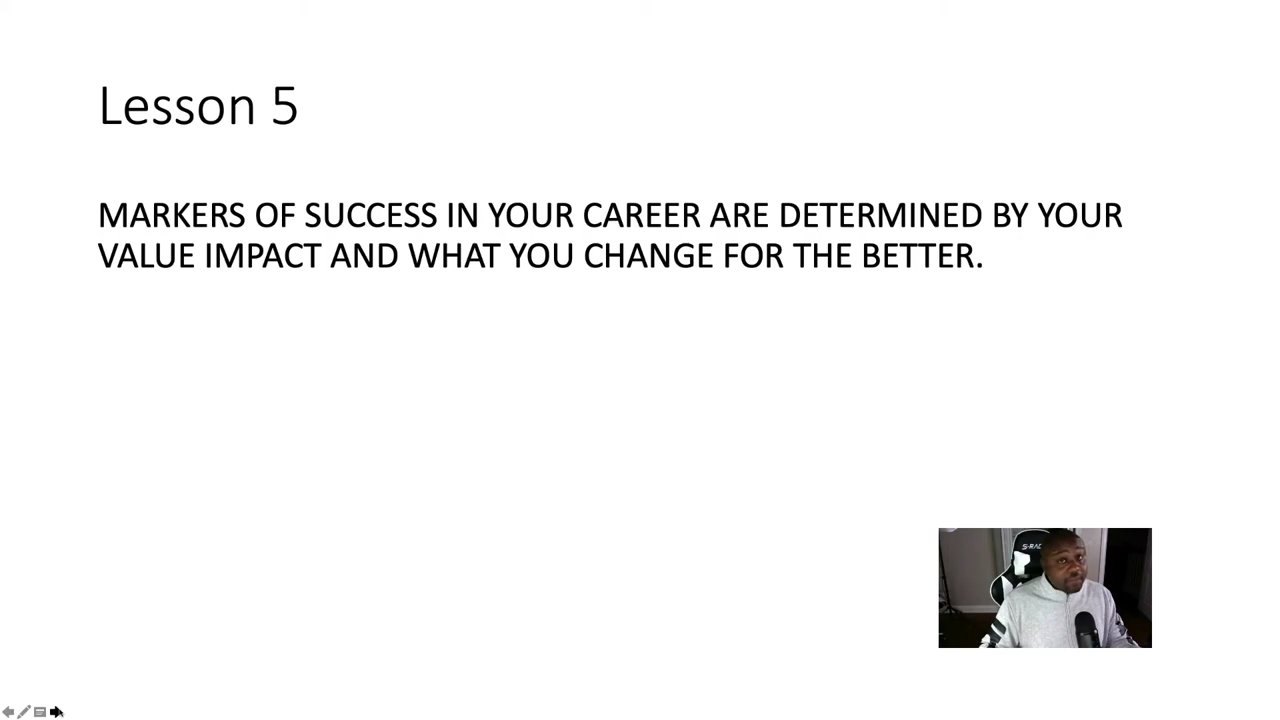 Lesson 5
MARKERS OF SUCCESS IN YOUR CAREER ARE DETERMINED BY YOUR
VALUE IMPACT AND WHAT YOU CHANGE FOR THE BETTER.